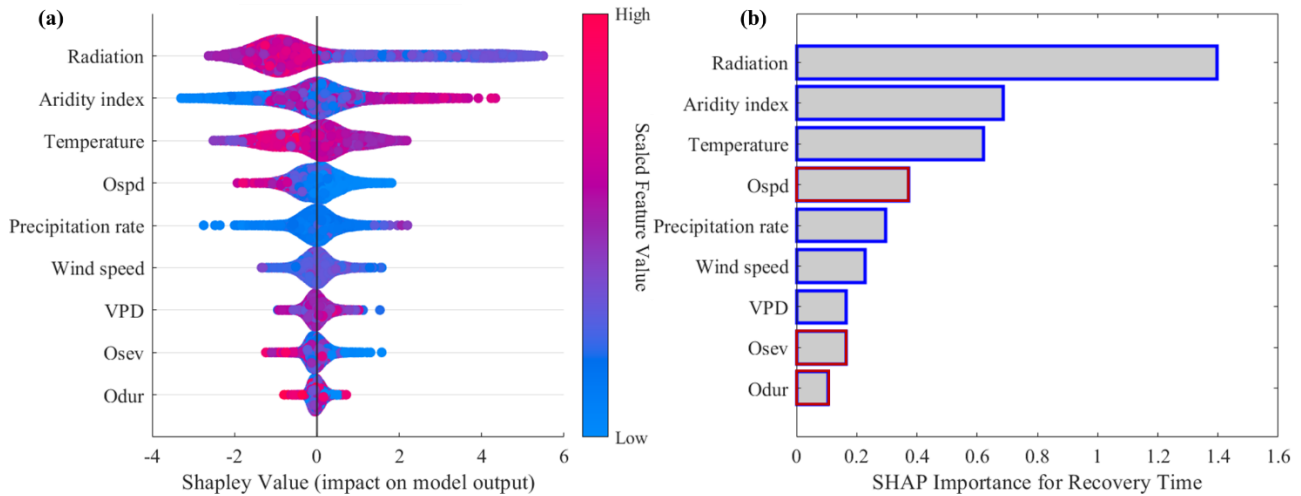 (a)
Radiation
Aridity index
Temperature
Ospd
Precipitation rate
Wind speed
VPD
Osev
Odur
-4
-2
0
2
4
6
Shapley Value (impact on model output)
High
Scaled Feature Value
Low
(b)
Radiation
Aridity index
Temperature
Ospd
Precipitation rate
Wind speed
VPD
Osev
Odur
0
0.2
0.4
0.6
0.8
1
1.2
1.4
1.6
SHAP Importance for Recovery Time